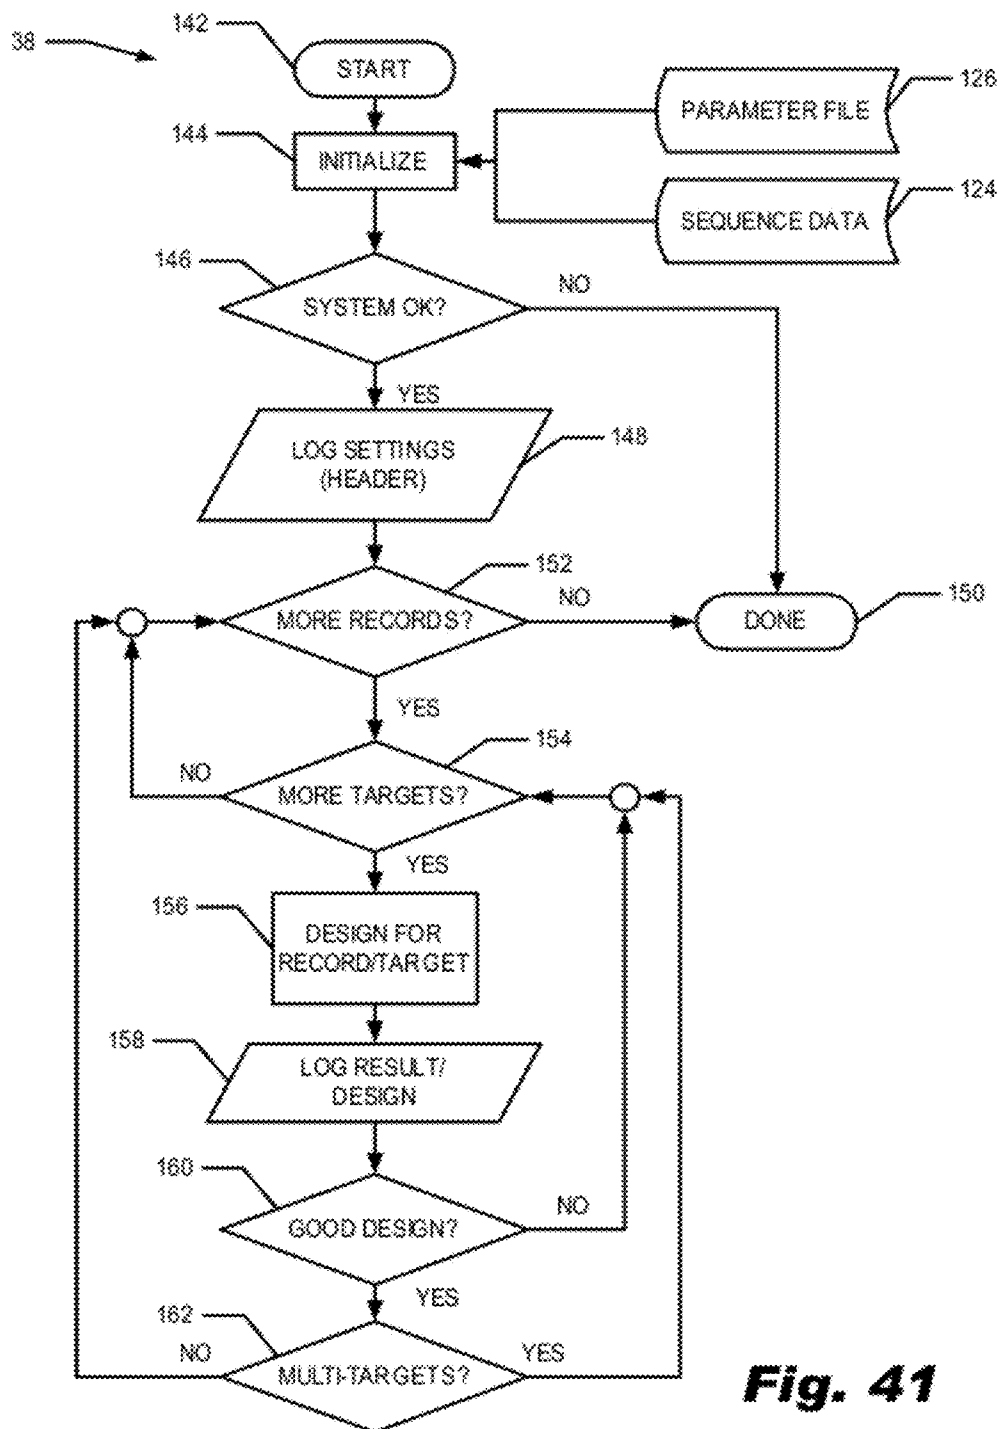 38
142
START
126
PARAMETER FILE
144
INITIALIZE
124
SEQUENCE DATA
146
SYSTEM OK?
NO
YES
LOG SETTINGS
(HEADER)
148
152
MORE RECORDS?
NO
DONE
150
YES
154
NO
MORE TARGETS?
YES
156
DESIGN FOR
RECORD/TARGET
158
LOG RESULT/
DESIGN
160
GOOD DESIGN?
NO
YES
162
NO
MULTI-TARGETS?
YES
Fig. 41